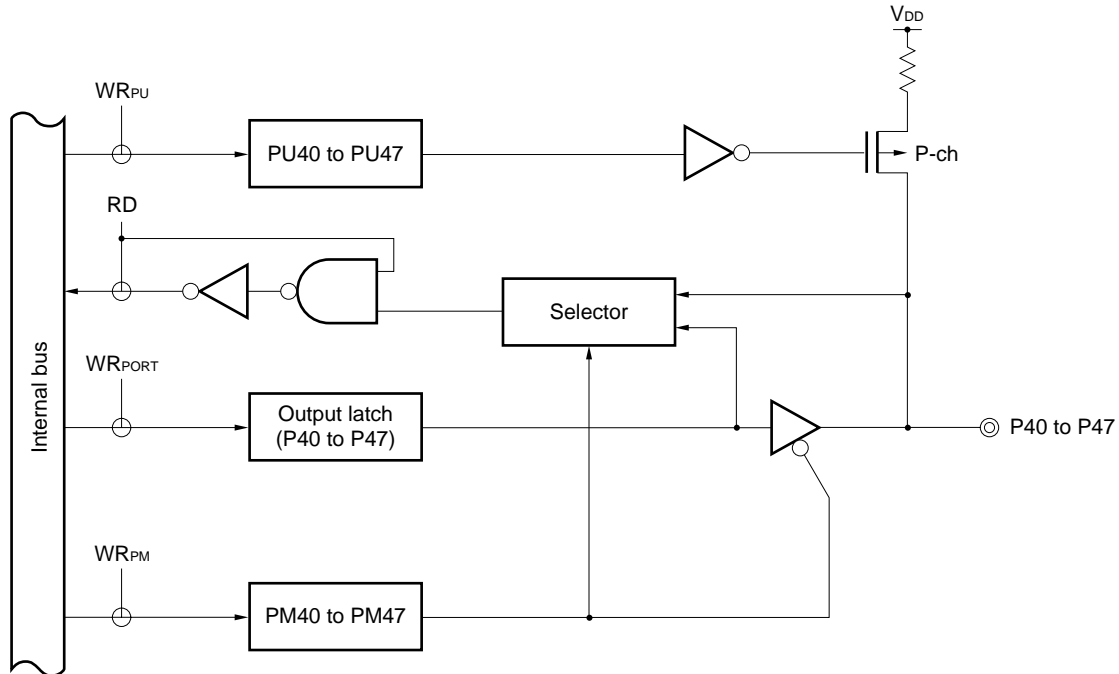 VDD
WRPU
PU40 to PU47
P-ch
RD
Selector
WRPORT
Internal bus
Output latch
(P40 to P47)
P40 to P47
WRPM
PM40 to PM47